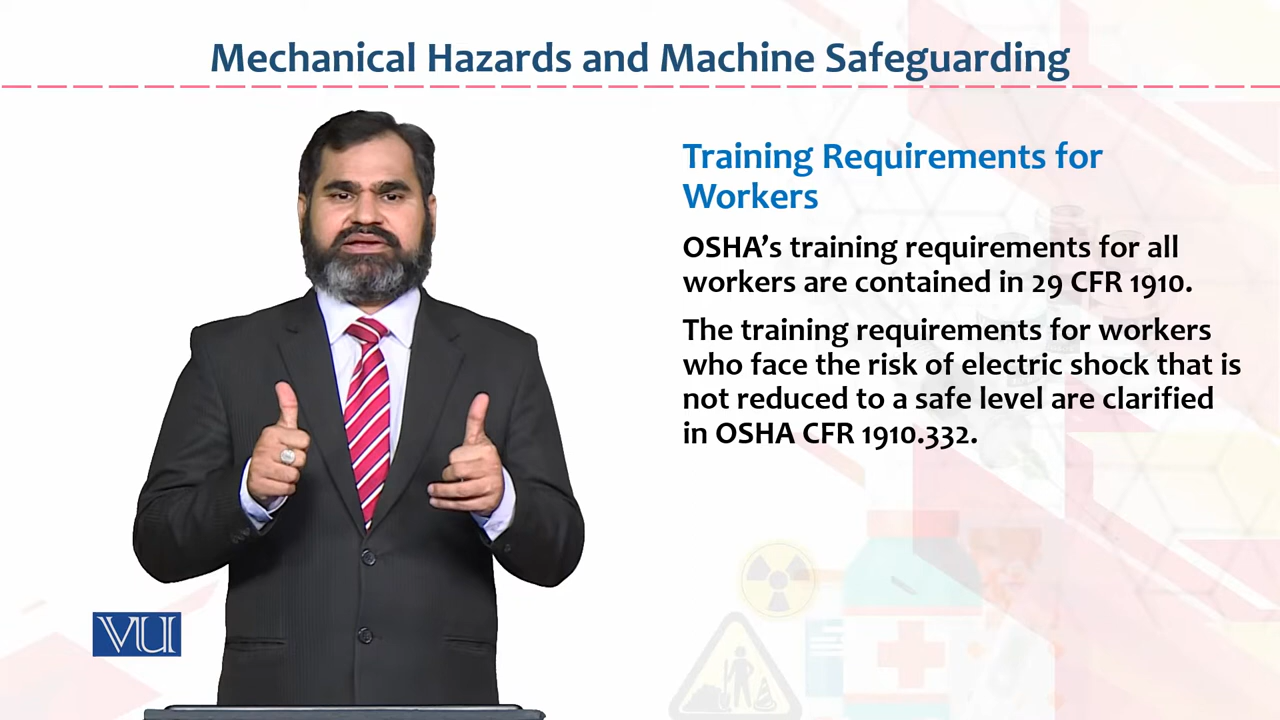 Mechanical Hazards and Machine Safeguarding
Training Requirements for
Workers
OSHA’s training requirements for all
workers are contained in 29 CFR 1910.
The training requirements for workers
who face the risk of electric shock that is
not reduced to a safe level are clarified
in OSHA CFR 1910.332.
VU